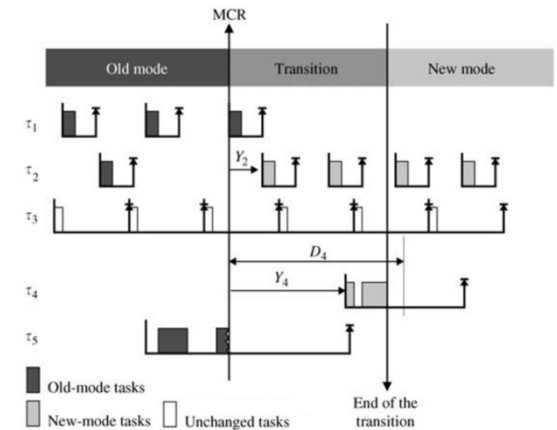 MCR
Old mode Transition New mode
τ1
τ2 Y2
τ3
D4
τ4 Y4
τ5
Old-mode tasks
New-mode tasks Unchanged tasks
End of the
transition